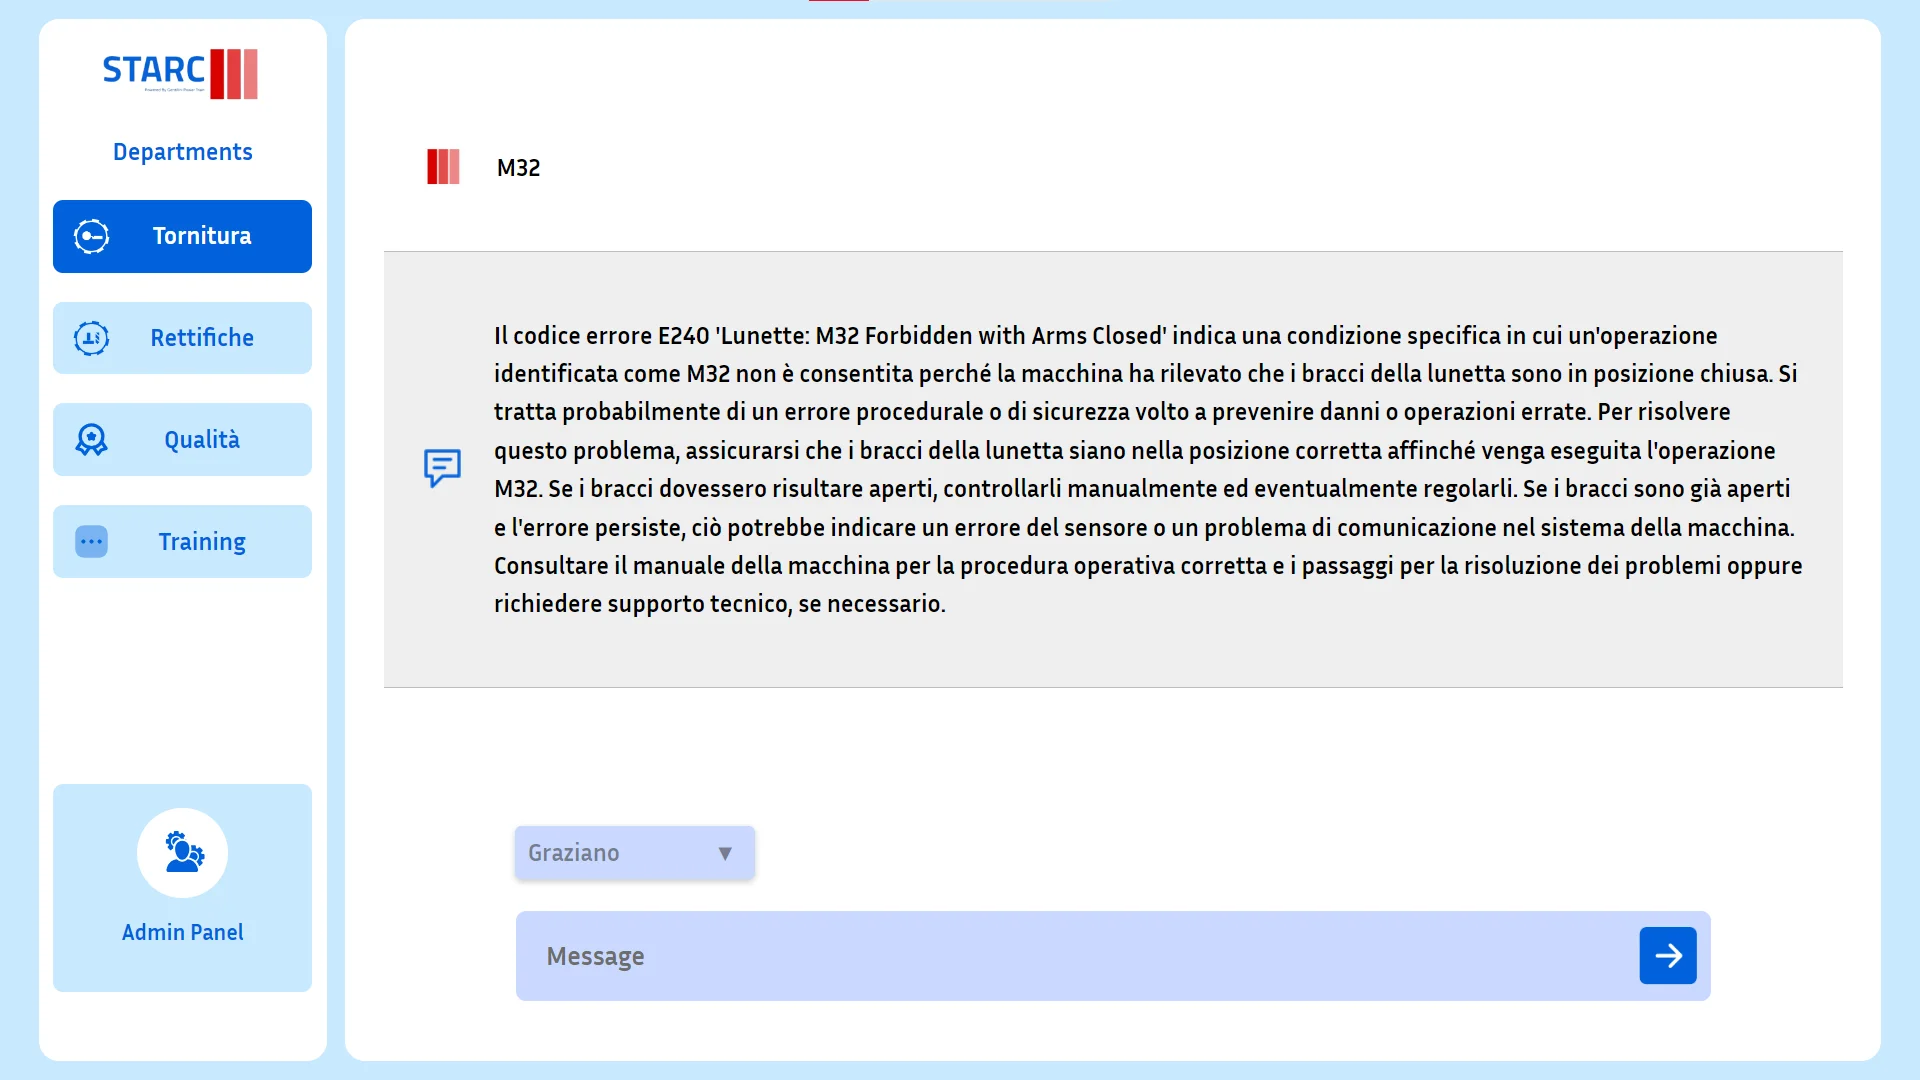 STARC
Departments
Tornitura
Rettifiche
Qualità
Training
Admin Panel
M32
Il codice errore E240 'Lunette: M32 Forbidden with Arms Closed' indica una condizione specifica in cui un'operazione
identificata come M32 non è consentita perché la macchina ha rilevato che i bracci della lunetta sono in posizione chiusa. Si
tratta probabilmente di un errore procedurale o di sicurezza volto a prevenire danni o operazioni errate. Per risolvere
questo problema, assicurarsi che i bracci della lunetta siano nella posizione corretta affinché venga eseguita l'operazione
M32. Se i bracci dovessero risultare aperti, controllarli manualmente ed eventualmente regolarli. Se i bracci sono già aperti
e l'errore persiste, ciò potrebbe indicare un errore del sensore o un problema di comunicazione nel sistema della macchina.
Consultare il manuale della macchina per la procedura operativa corretta e i passaggi per la risoluzione dei problemi oppure
richiedere supporto tecnico, se necessario.
Graziano
Message